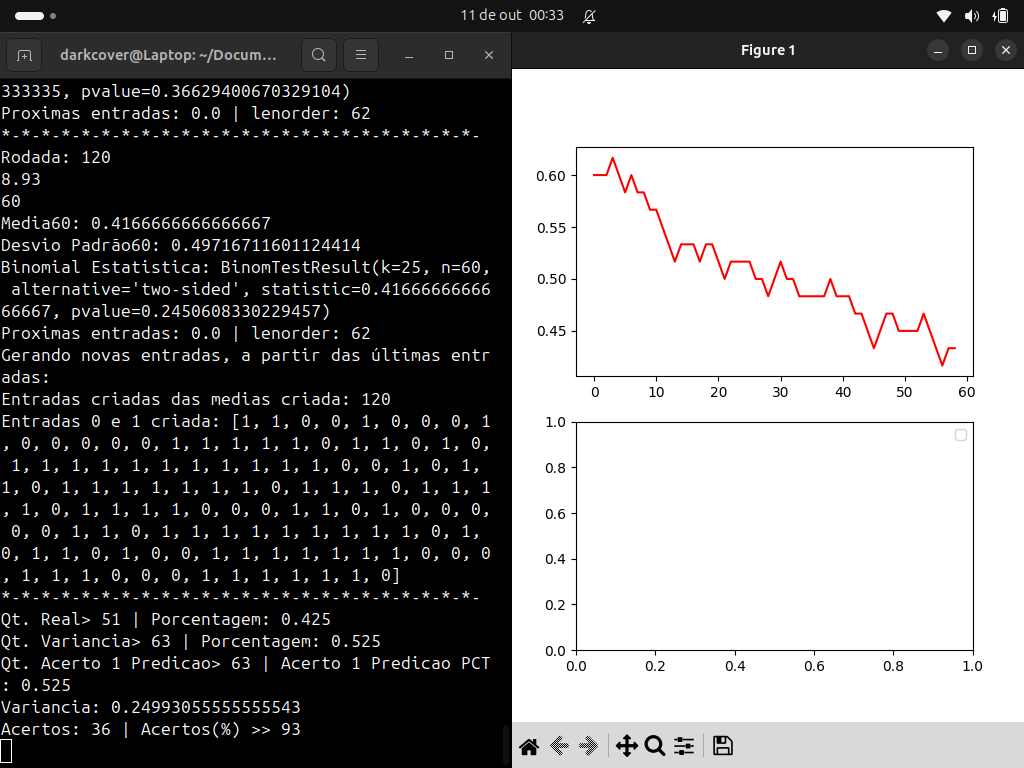 11 de out  00:33
darkcover@Laptop: ~/Docum...
333335, pvalue=0.36629400670329104)
Proximas entradas: 0.0 | lenorder: 62
*-*-*-*-*-*-*-*-*-*-*-*-*-*-*-*-*-*-*-*-*-*-*-*-
Rodada: 120
8.93
60
Media60: 0.4166666666666667
Desvio Padrão60: 0.49716711601124414
Binomial Estatistica: BinomTestResult(k=25, n=60,
 alternative='two-sided', statistic=0.41666666666
66667, pvalue=0.2450608330229457)
Proximas entradas: 0.0 | lenorder: 62
Gerando novas entradas, a partir das últimas entr
adas:
Entradas criadas das medias criada: 120
Entradas 0 e 1 criada: [1, 1, 0, 0, 1, 0, 0, 0, 1
, 0, 0, 0, 0, 0, 1, 1, 1, 1, 1, 0, 1, 1, 0, 1, 0,
 1, 1, 1, 1, 1, 1, 1, 1, 1, 1, 1, 0, 0, 1, 0, 1,
1, 0, 1, 1, 1, 1, 1, 1, 1, 0, 1, 1, 1, 0, 1, 1, 1
, 1, 0, 1, 1, 1, 1, 0, 0, 0, 1, 1, 0, 1, 0, 0, 0,
 0, 0, 1, 1, 0, 1, 1, 1, 1, 1, 1, 1, 1, 1, 0, 1,
0, 1, 1, 0, 1, 0, 0, 1, 1, 1, 1, 1, 1, 1, 0, 0, 0
, 1, 1, 1, 0, 0, 0, 1, 1, 1, 1, 1, 1, 0]
*-*-*-*-*-*-*-*-*-*-*-*-*-*-*-*-*-*-*-*-*-*-*-*-
Qt. Real> 51 | Porcentagem: 0.425
Qt. Variancia> 63 | Porcentagem: 0.525
Qt. Acerto 1 Predicao> 63 | Acerto 1 Predicao PCT
: 0.525
Variancia: 0.24993055555555543
Acertos: 36 | Acertos(%) >> 93
Figure 1
0.60
0.55
0.50
0.45
0 10 20 30 40 50 60
1.0
0.8
0.6
0.4
0.2
0.0
0.0 0.2 0.4 0.6 0.8 1.0